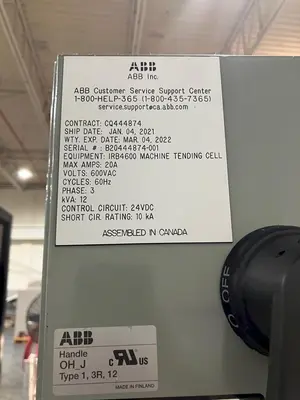 ABB
ABB Inc.
ABB Customer Service Support Center
1-800-HELP-365 (1-800-435-7365)
service.support@ca.abb.com
CONTRACT: CQ444874
SHIP DATE: JAN. 04, 2021
WTY. EXP. DATE: MAR. 04, 2022
SERIAL #: B20444874-001
EQUIPMENT: IRB4600 MACHINE TENDING CELL
MAX AMPS: 20A
VOLTS: 600VAC
CYCLES: 60Hz
PHASE: 3
kVA: 12
CONTROL CIRCUIT: 24VDC
SHORT CIR. RATING: 10 kA
ASSEMBLED IN CANADA
O OFF
ABB
Handle
OH_J
Type 1, 3R, 12
c RU US
MADE IN FINLAND